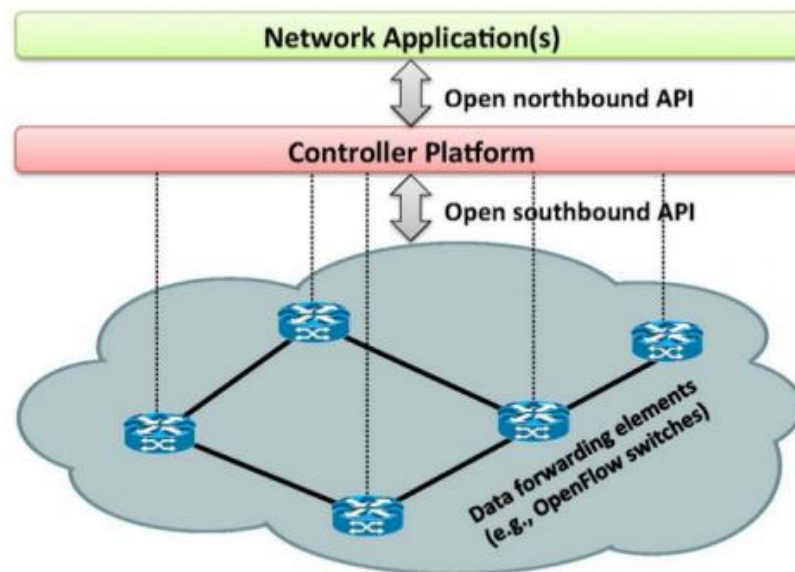 Network Application(s)
Open northbound API
Controller Platform
Open southbound API
Data forwarding elements
(e.g., OpenFlow switches)